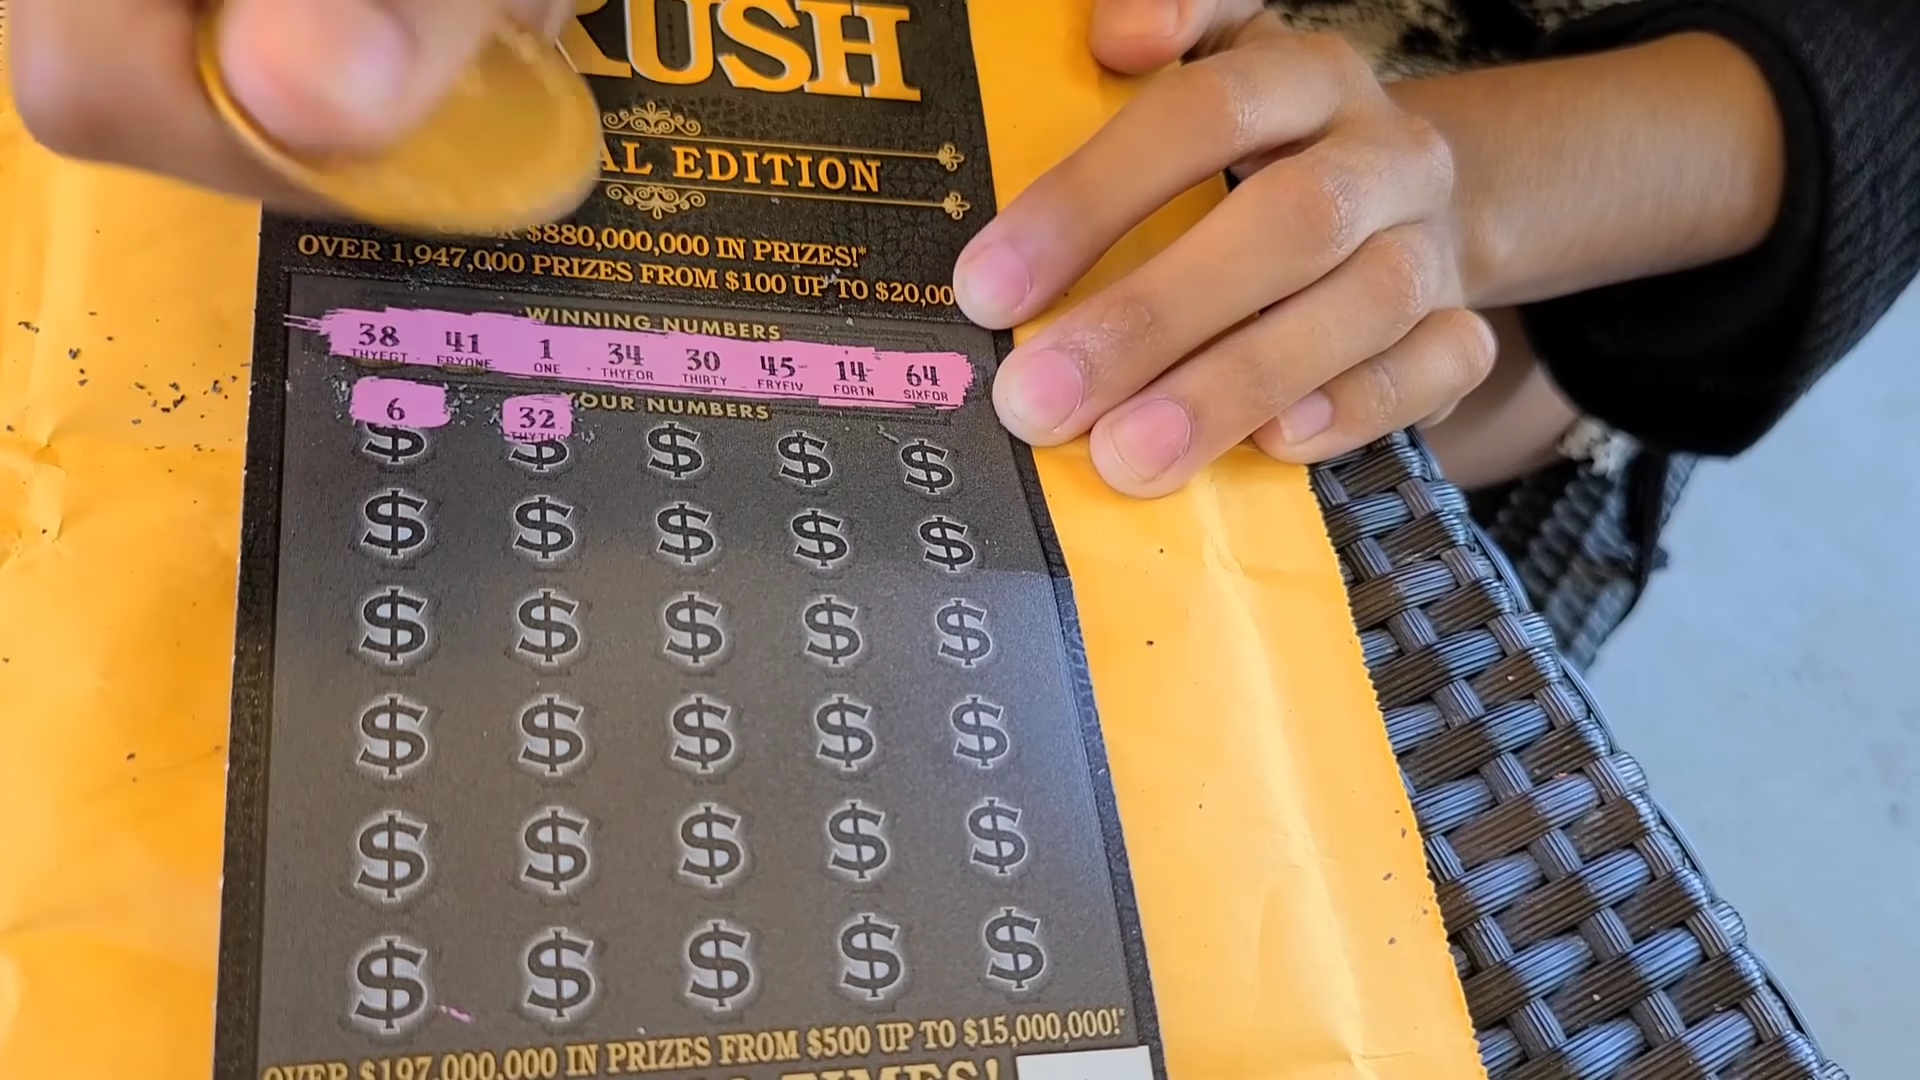 RUSH
AL EDITION
$880,000,000 IN PRIZES!*
OVER 1,947,000 PRIZES FROM $100 UP TO $20,00
WINNING NUMBERS
38 41 1 34 30 45 14 64
THYEGT FRYONE ONE THYFOR THIRTY FRYFIV FORTN SIXFOR
YOUR NUMBERS
6 32
THYTWO
$ $ $ $ $
$ $ $ $ $
$ $ $ $ $
$ $ $ $ $
$ $ $ $ $
$ $ $ $ $
OVER $197,000,000 IN PRIZES FROM $500 UP TO $15,000,000!*
TIMES!